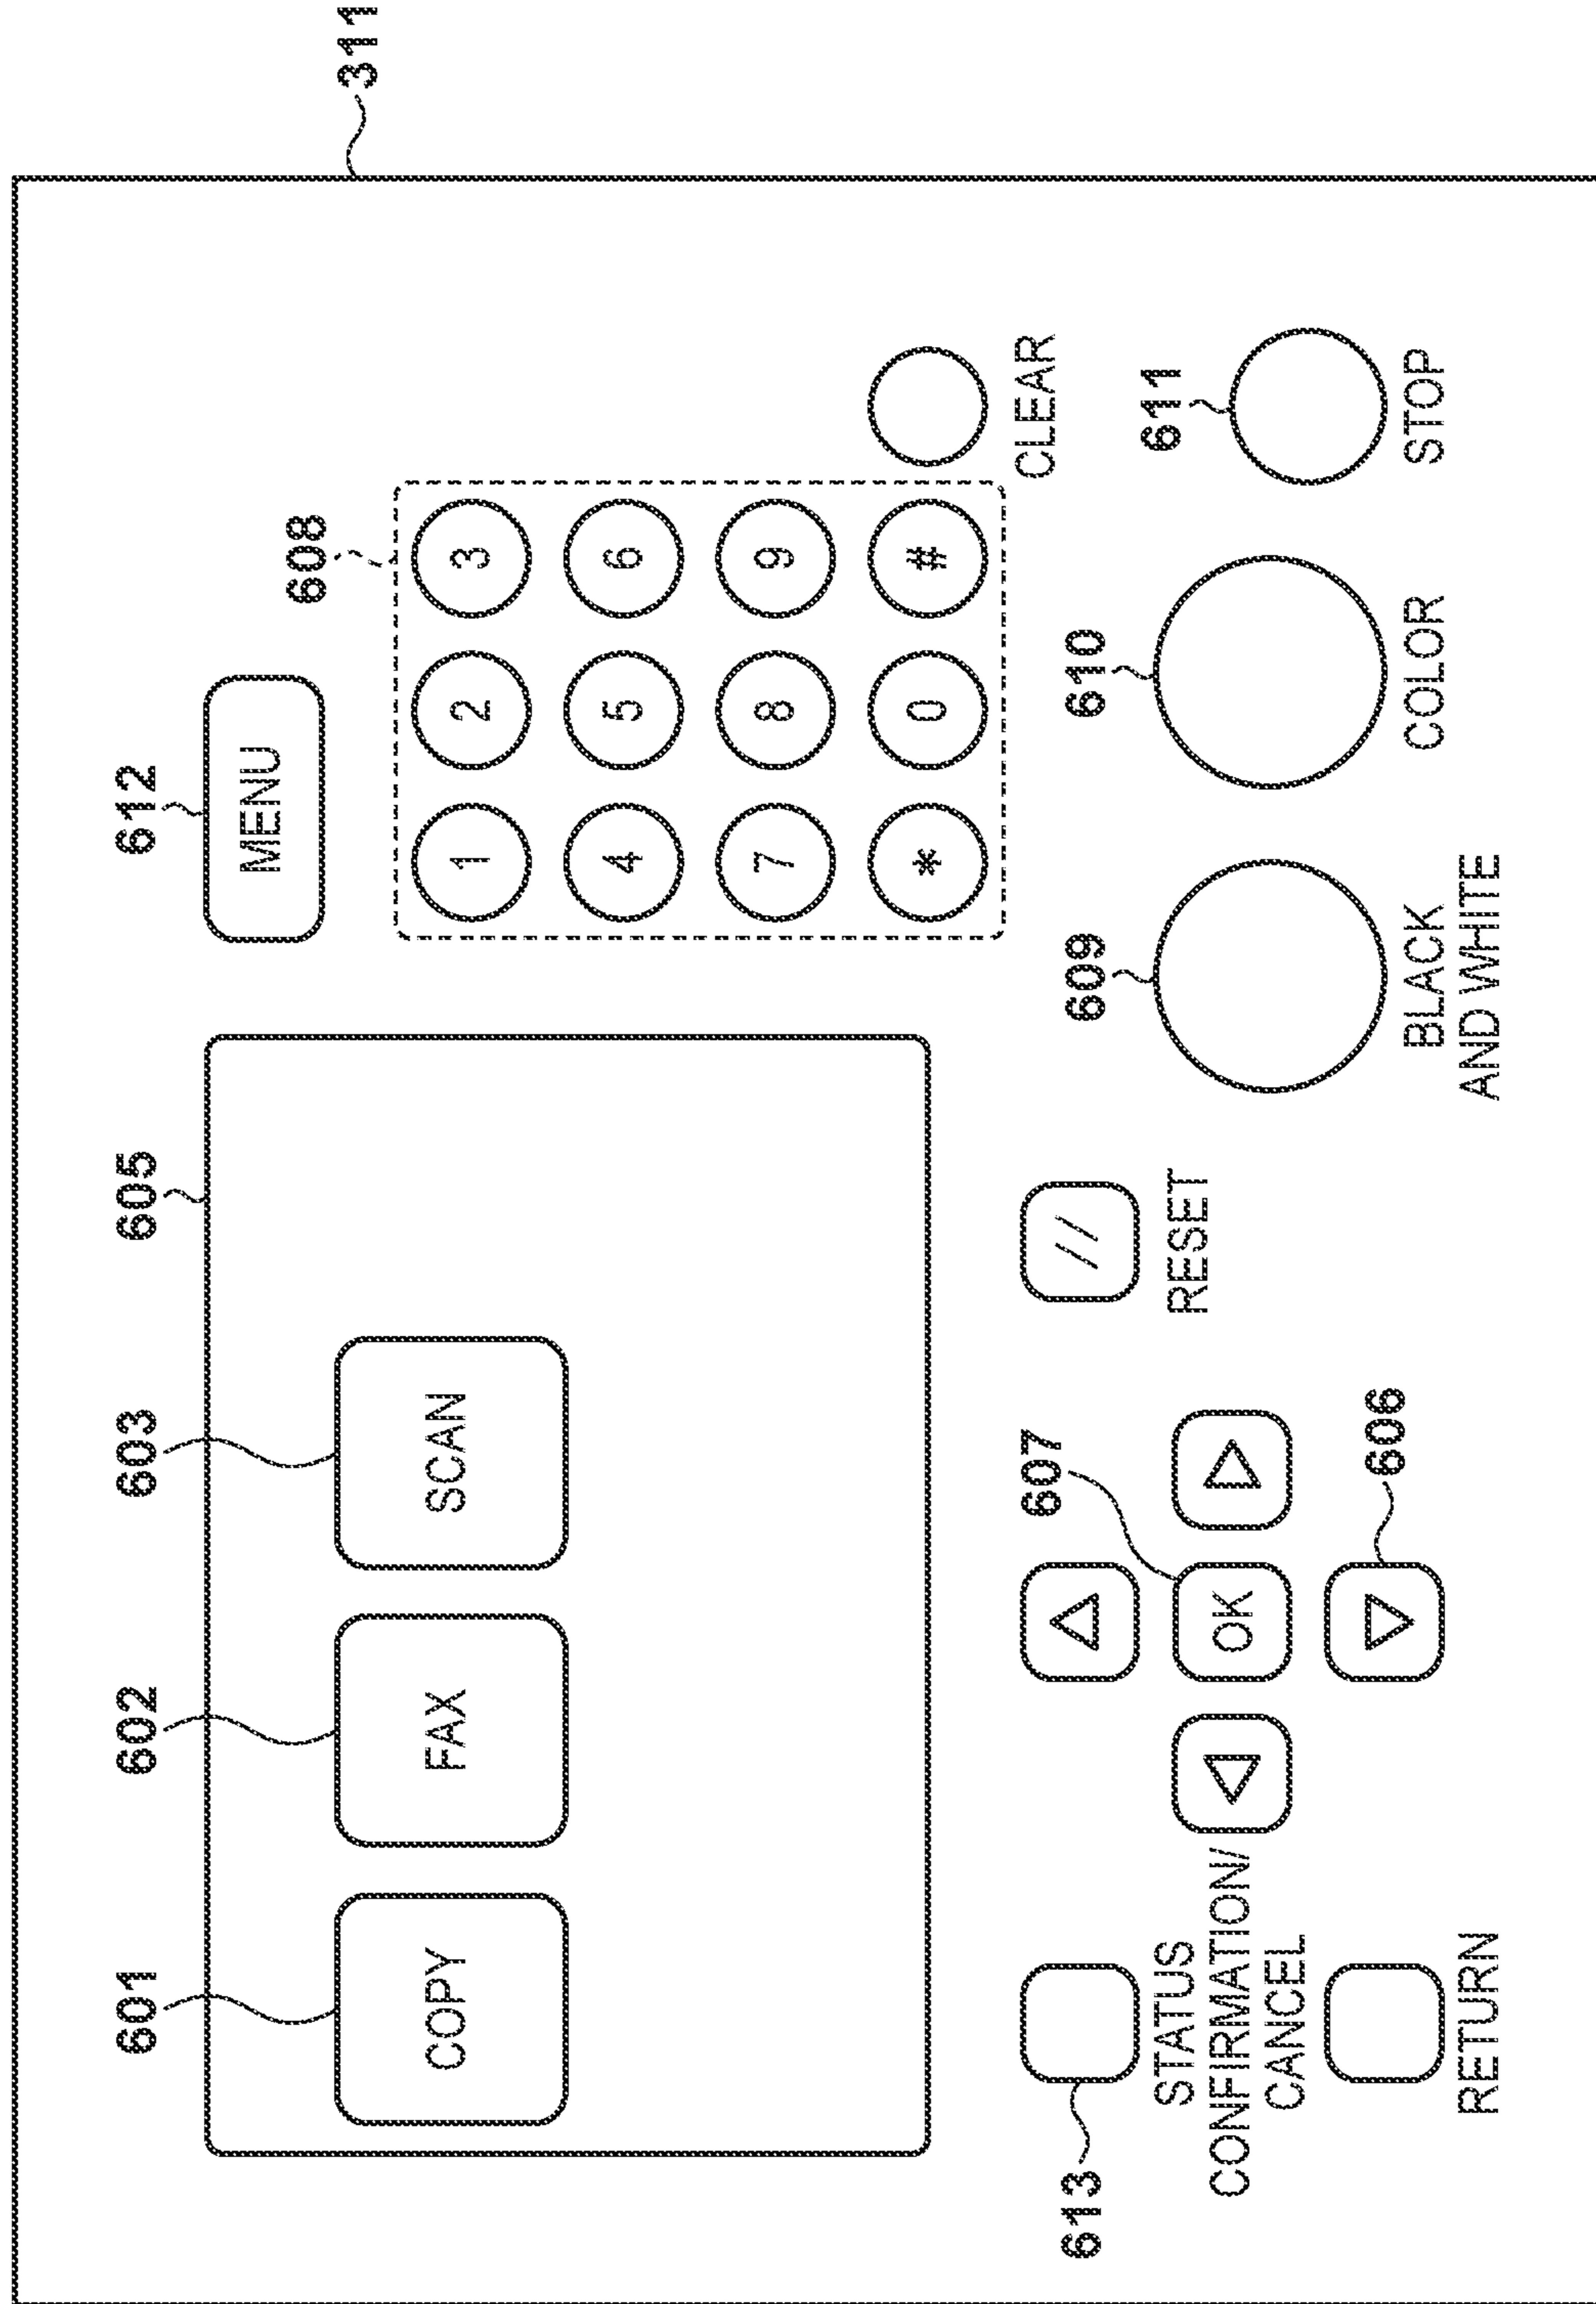 311
612
605
603
602
601
MENU
608
COPY
FAX
SCAN
1
2
3
4
5
6
7
8
9
*
0
#
CLEAR
613
STATUS
CONFIRMATION/
CANCEL
607
OK
606
//
RESET
RETURN
609
610
611
BLACK
AND WHITE
COLOR
STOP